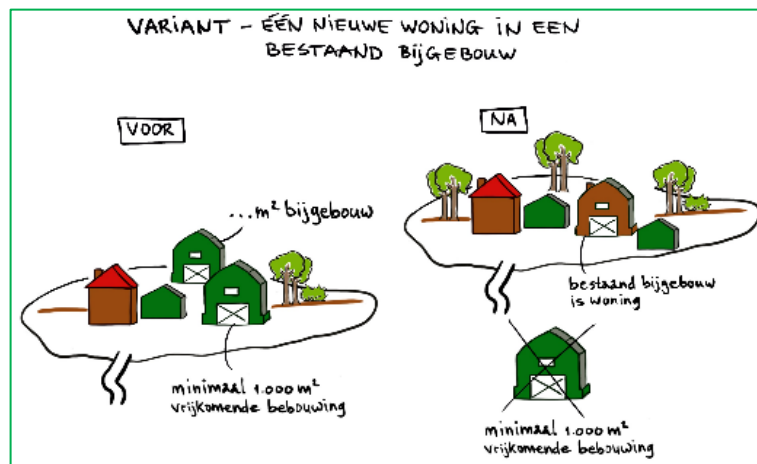 VARIANT – ÉÉN NIEUWE WONING IN EEN
BESTAAND BIJGEBOUW
VOOR
...m² bijgebouw
minimaal 1.000 m²
vrijkomende bebouwing
NA
bestaand bijgebouw
is woning
minimaal 1.000 m²
vrijkomende bebouwing